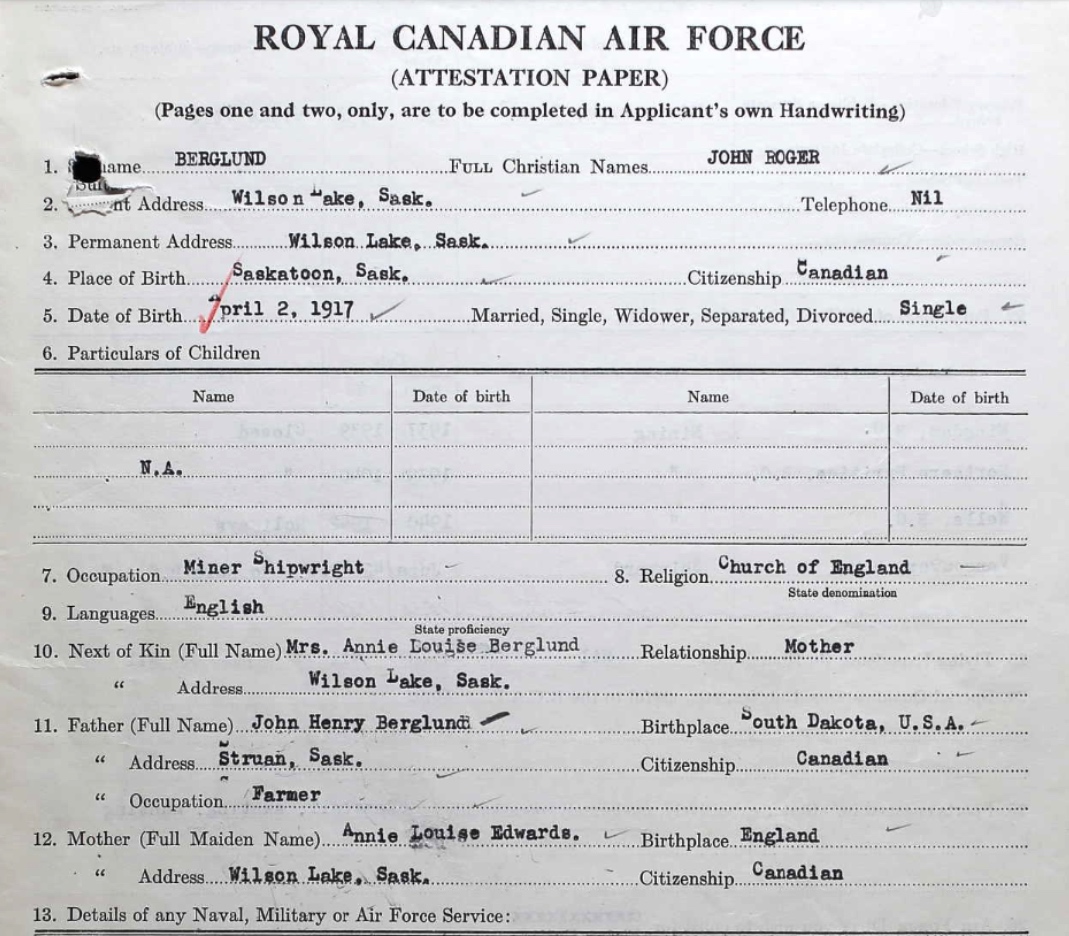 ROYAL CANADIAN AIR FORCE
(ATTESTATION PAPER)
(Pages one and two, only, are to be completed in Applicant's own Handwriting)
1. name BERGLUND FULL Christian Names JOHN ROGER
2. Address Wilson Lake, Sask. Telephone Nil
3. Permanent Address Wilson Lake, Sask.
4. Place of Birth Saskatoon, Sask. Citizenship Canadian
5. Date of Birth April 2, 1917 Married, Single, Widower, Separated, Divorced Single
6. Particulars of Children
Name Date of birth Name Date of birth
N.A.
7. Occupation Miner Shipwright 8. Religion Church of England
State denomination
9. Languages English
State proficiency
10. Next of Kin (Full Name) Mrs. Annie Louise Berglund Relationship Mother
“ Address Wilson Lake, Sask.
11. Father (Full Name) John Henry Berglund Birthplace South Dakota, U.S.A.
“ Address Struan, Sask. Citizenship Canadian
“ Occupation Farmer
12. Mother (Full Maiden Name) Annie Louise Edwards. Birthplace England
“ Address Wilson Lake, Sask. Citizenship Canadian
13. Details of any Naval, Military or Air Force Service: